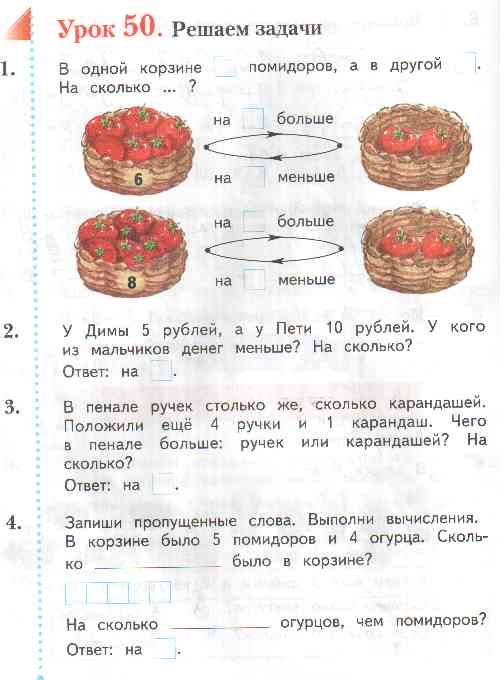 Урок 50. Решаем задачи
1. В одной корзине помидоров, а в другой .
На сколько ... ?
на больше
6
на меньше
на больше
8
на меньше
2. У Димы 5 рублей, а у Пети 10 рублей. У кого
из мальчиков денег меньше? На сколько?
Ответ: на .
3. В пенале ручек столько же, сколько карандашей.
Положили ещё 4 ручки и 1 карандаш. Чего
в пенале больше: ручек или карандашей? На
сколько?
Ответ: на .
4. Запиши пропущенные слова. Выполни вычисления.
В корзине было 5 помидоров и 4 огурца. Сколь-
ко ____________ было в корзине?
На сколько __________ огурцов, чем помидоров?
Ответ: на .